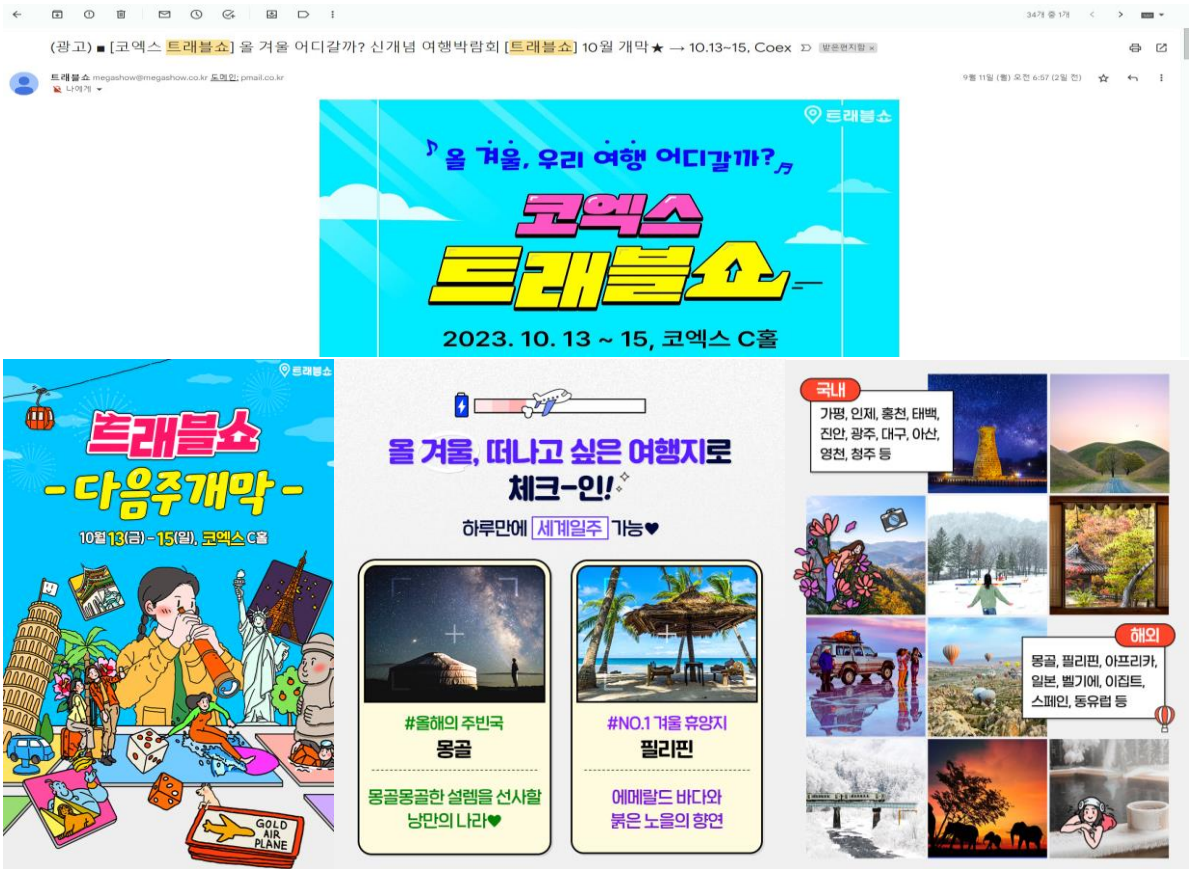 34개 중 1개
(광고) ■ [코엑스 트래블쇼] 올 겨울 어디갈까? 신개념 여행박람회 [트래블쇼] 10월 개막★ → 10.13~15, Coex 받은편지함 ×
트래블쇼 megashow@megashow.co.kr 도메인: pmail.co.kr
9월 11일 (월) 오전 6:57 (2일 전)
나에게
트래블쇼
올 겨울, 우리 여행 어디갈까?
코엑스
트래블쇼
2023. 10. 13 ~ 15, 코엑스 C홀
트래블쇼
트래블쇼
- 다음주개막 -
10월 13(금) - 15(일), 코엑스 C홀
GOLD
AIR
PLANE
올 겨울, 떠나고 싶은 여행지로
체크-인!
하루만에 세계일주 가능♥
#올해의 주빈국
몽골
몽골몽골한 설렘을 선사할
낭만의 나라♥
#NO.1 겨울 휴양지
필리핀
에메랄드 바다와
붉은 노을의 향연
국내
가평, 인제, 홍천, 태백,
진안, 광주, 대구, 아산,
영천, 청주 등
해외
몽골, 필리핀, 아프리카,
일본, 벨기에, 이집트,
스페인, 동유럽 등